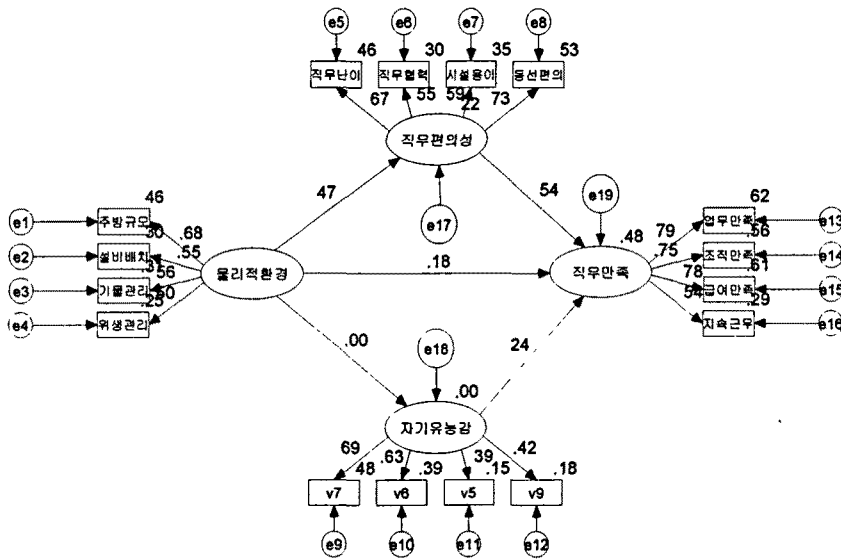 e5 e6 e7 e8
46 30 35 53
직무난이 직무협력 시설용이 동선편의
67 55 59 22 73
직무편의성
47 54
e17
e19
46
e1 주방규모 .68
30
e2 설비배치 .55
.31
e3 기물관리 56
.50
.25
e4 위생관리
물리적환경
.18
.48
직무만족
62
79 업무만족 e13
.56
.75 조직만족 e14
.61
78 급여만족 e15
54 .29
지속근무 e16
.00 24
e18
.00
자기유능감
69 .63 39 .42
48 .39 .15 .18
v7 v6 v5 v9
e9 e10 e11 e12